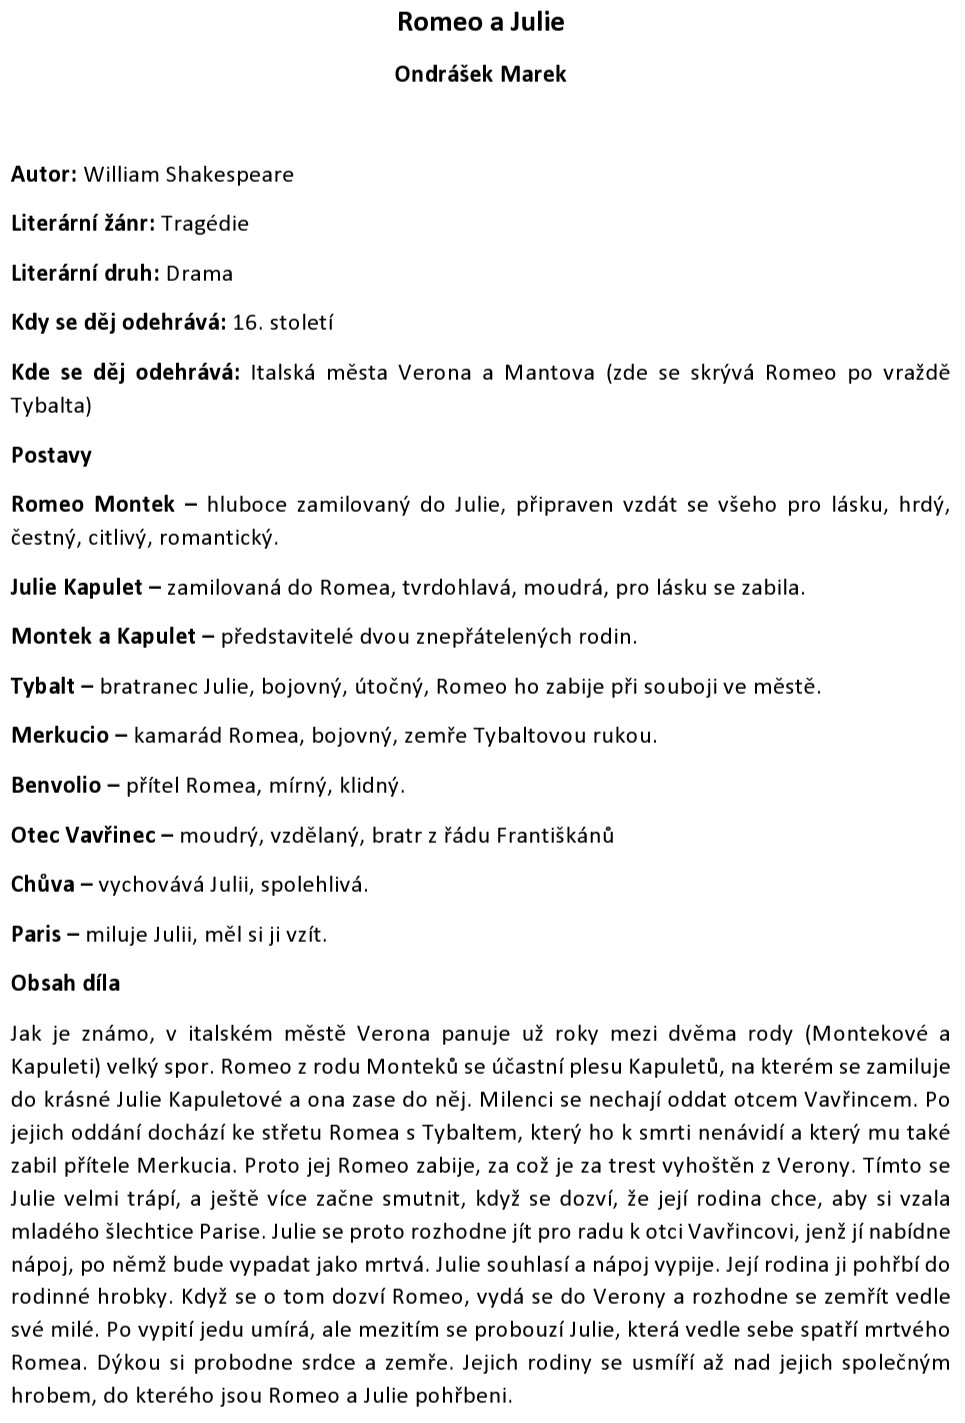 Romeo a Julie
Ondrášek Marek
Autor: William Shakespeare
Literární žánr: Tragédie
Literární druh: Drama
Kdy se děj odehrává: 16. století
Kde se děj odehrává: Italská města Verona a Mantova (zde se skrývá Romeo po vraždě
Tybalta)
Postavy
Romeo Montek – hluboce zamilovaný do Julie, připraven vzdát se všeho pro lásku, hrdý,
čestný, citlivý, romantický.
Julie Kapulet – zamilovaná do Romea, tvrdohlavá, moudrá, pro lásku se zabila.
Montek a Kapulet – představitelé dvou znepřátelených rodin.
Tybalt – bratranec Julie, bojovný, útočný, Romeo ho zabije při souboji ve městě.
Merkucio – kamarád Romea, bojovný, zemře Tybaltovou rukou.
Benvolio – přítel Romea, mírný, klidný.
Otec Vavřinec – moudrý, vzdělaný, bratr z řádu Františkánů
Chůva – vychovává Julii, spolehlivá.
Paris – miluje Julii, měl si ji vzít.
Obsah díla
Jak je známo, v italském městě Verona panuje už roky mezi dvěma rody (Montekové a
Kapuleti) velký spor. Romeo z rodu Monteků se účastní plesu Kapuletů, na kterém se zamiluje
do krásné Julie Kapuletové a ona zase do něj. Milenci se nechají oddat otcem Vavřincem. Po
jejich oddání dochází ke střetu Romea s Tybaltem, který ho k smrti nenávidí a který mu také
zabil přítele Merkucia. Proto jej Romeo zabije, za což je za trest vyhoštěn z Verony. Tímto se
Julie velmi trápí, a ještě více začne smutnit, když se dozví, že její rodina chce, aby si vzala
mladého šlechtice Parise. Julie se proto rozhodne jít pro radu k otci Vavřincovi, jenž jí nabídne
nápoj, po němž bude vypadat jako mrtvá. Julie souhlasí a nápoj vypije. Její rodina ji pohřbí do
rodinné hrobky. Když se o tom dozví Romeo, vydá se do Verony a rozhodne se zemřít vedle
své milé. Po vypití jedu umírá, ale mezitím se probouzí Julie, která vedle sebe spatří mrtvého
Romea. Dýkou si probodne srdce a zemře. Jejich rodiny se usmíří až nad jejich společným
hrobem, do kterého jsou Romeo a Julie pohřbeni.